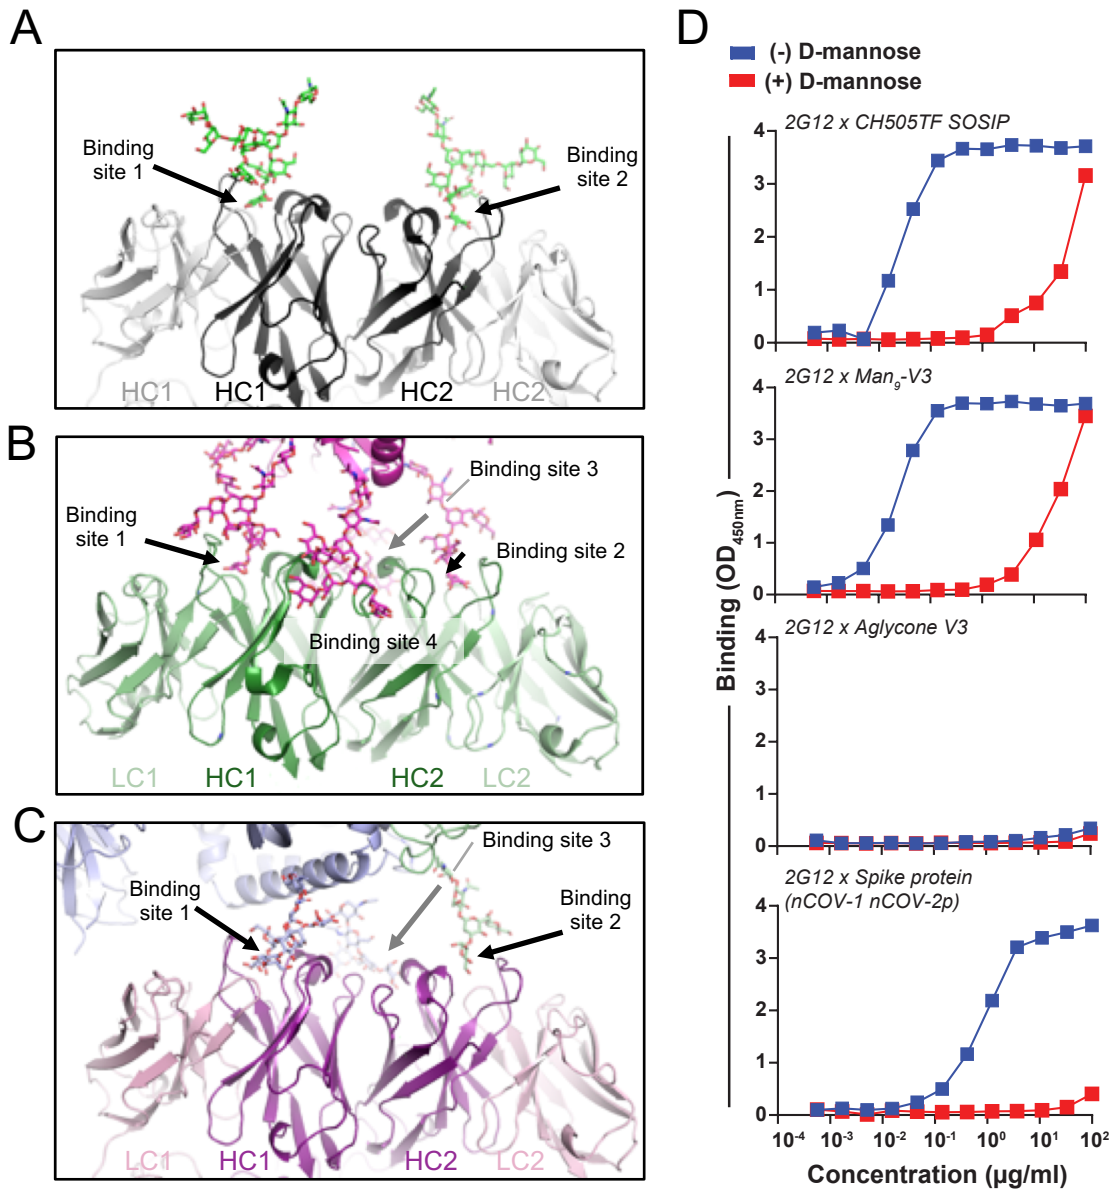 A
Binding
site 1
Binding
site 2
HC1
HC1
HC2
HC2
B
Binding site 3
Binding
site 1
Binding site 2
Binding site 4
LC1
HC1
HC2
LC2
C
Binding site 3
Binding
site 1
Binding
site 2
LC1
HC1
HC2
LC2
D
(-) D-mannose
(+) D-mannose
Binding (OD450nm)
2G12 x CH505TF SOSIP
4
3
2
1
0
2G12 x Man9-V3
4
3
2
1
0
2G12 x Aglycone V3
4
3
2
1
0
2G12 x Spike protein
(nCOV-1 nCOV-2p)
4
3
2
1
0
10-4 10-3 10-2 10-1 100 101 102
Concentration (µg/ml)